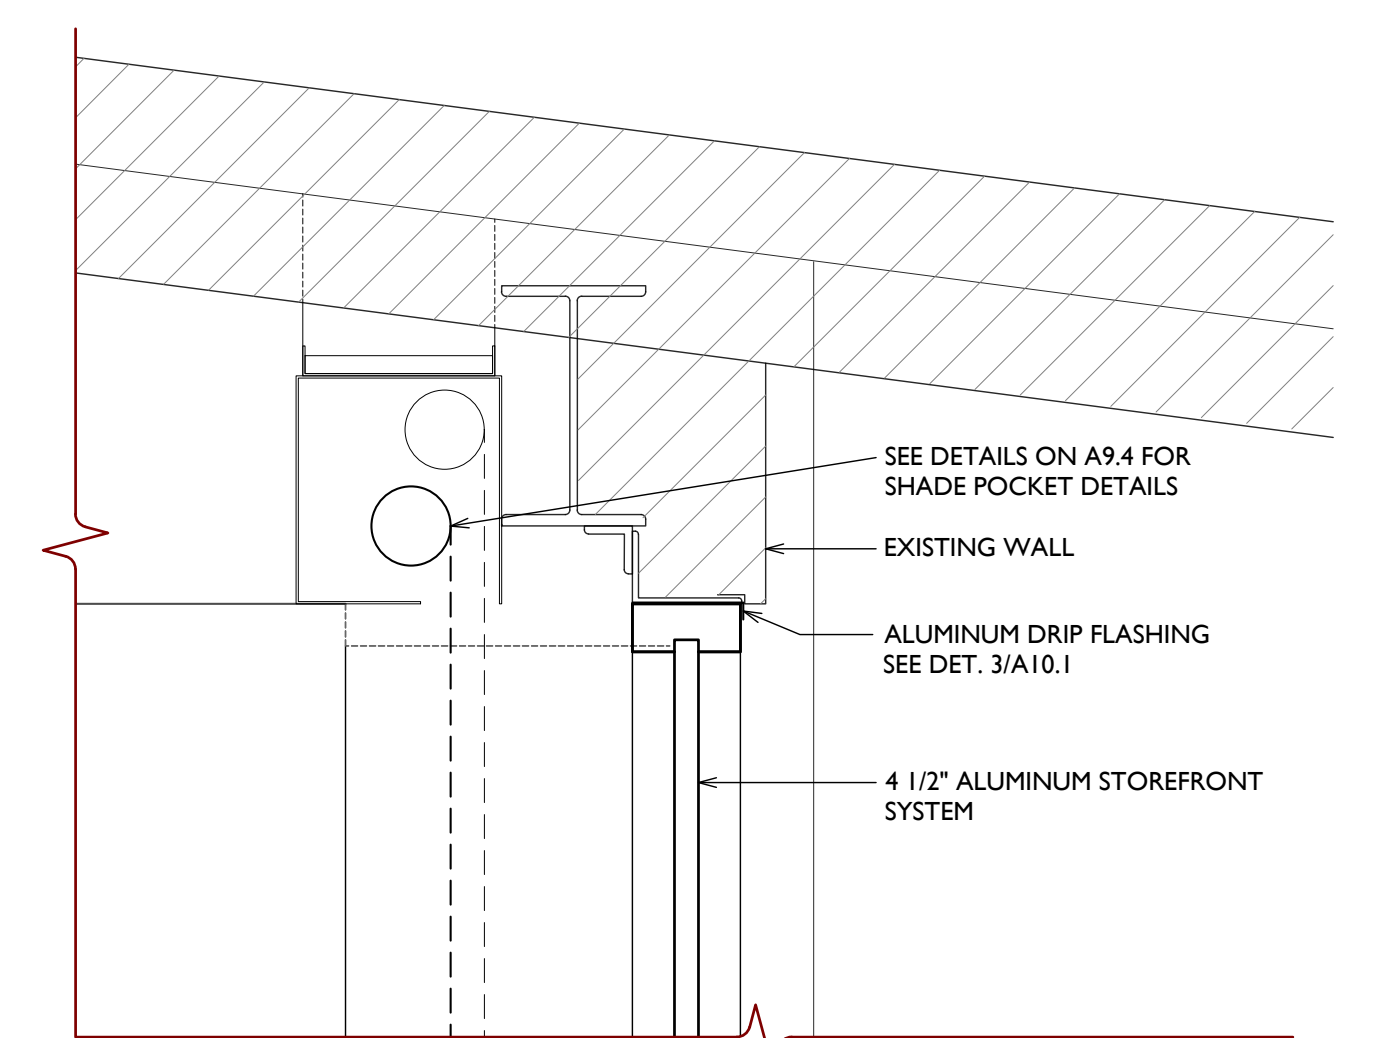 SEE DETAILS ON A9.4 FOR
SHADE POCKET DETAILS
EXISTING WALL
ALUMINUM DRIP FLASHING
SEE DET. 3/A10.1
4 1/2" ALUMINUM STOREFRONT
SYSTEM